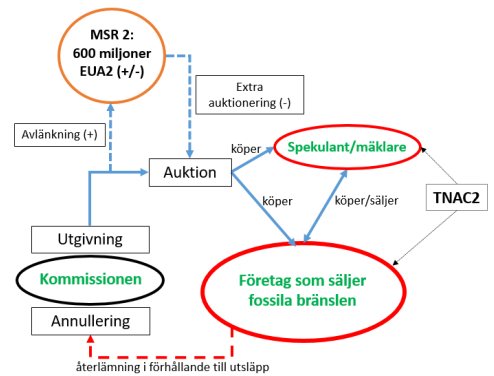 MSR 2:
600 miljoner
EUA2 (+/-)
Extra
auktionering (-)
Avlänkning (+)
köper
Spekulant/mäklare
Auktion
köper
köper/säljer
TNAC2
Utgivning
Kommissionen
Företag som säljer
fossila bränslen
Annullering
återlämning i förhållande till utsläpp